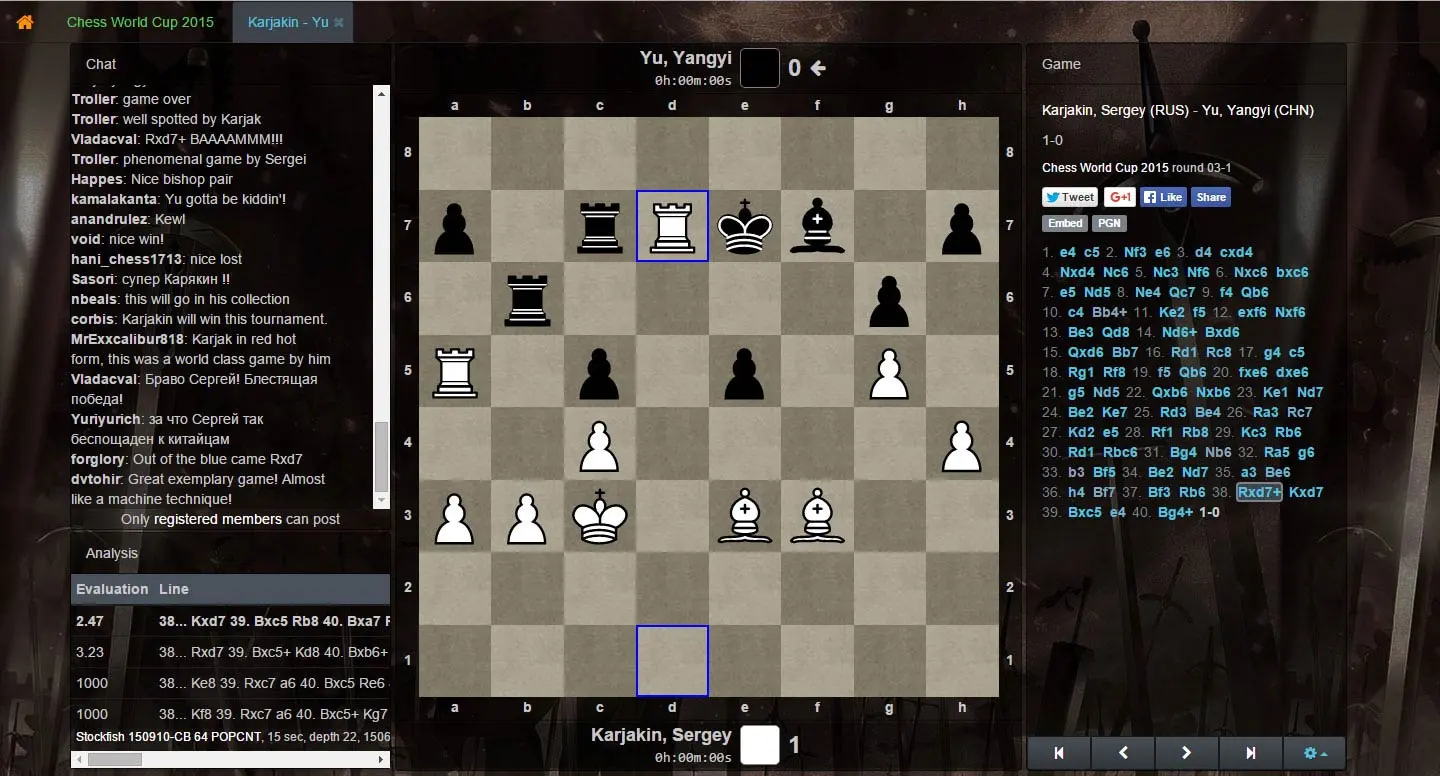 Chess World Cup 2015
Karjakin - Yu
Chat
Troller: game over
Troller: well spotted by Karjak
Vladacval: Rxd7+ BAAAAMMM!!!
Troller: phenomenal game by Sergei
Happes: Nice bishop pair
kamalakanta: Yu gotta be kiddin'!
anandrulez: Kewl
void: nice win!
hani_chess1713: nice lost
Sasori: супер Карякин !!
nbeals: this will go in his collection
corbis: Karjakin will win this tournament.
MrExxcalibur818: Karjak in red hot
form, this was a world class game by him
Vladacval: Браво Сергей! Блестящая
победа!
Yuriyurich: за что Сергей так
беспощаден к китайцам
forglory: Out of the blue came Rxd7
dvtohir: Great exemplary game! Almost
like a machine technique!
Only registered members can post
Analysis
Evaluation Line
2.47 38... Kxd7 39. Bxc5 Rb8 40. Bxa7
3.23 38... Rxd7 39. Bxc5+ Kd8 40. Bxb6+
1000 38... Ke8 39. Rxc7 a6 40. Bxc5 Re6
1000 38... Kf8 39. Rxc7 a6 40. Bxc5+ Kg7
Stockfish 150910-CB 64 POPCNT, 15 sec, depth 22, 1506
Yu, Yangyi 0
0h:00m:00s
a b c d e f g h
8 8
7 7
6 6
5 5
4 4
3 3
2 2
1 1
a b c d e f g h
Karjakin, Sergey 1
0h:00m:00s
Game
Karjakin, Sergey (RUS) - Yu, Yangyi (CHN)
1-0
Chess World Cup 2015 round 03-1
Tweet G+1 Like Share
Embed PGN
1. e4 c5 2. Nf3 e6 3. d4 cxd4
4. Nxd4 Nc6 5. Nc3 Nf6 6. Nxc6 bxc6
7. e5 Nd5 8. Ne4 Qc7 9. f4 Qb6
10. c4 Bb4+ 11. Ke2 f5 12. exf6 Nxf6
13. Be3 Qd8 14. Nd6+ Bxd6
15. Qxd6 Bb7 16. Rd1 Rc8 17. g4 c5
18. Rg1 Rf8 19. f5 Qb6 20. fxe6 dxe6
21. g5 Nd5 22. Qxb6 Nxb6 23. Ke1 Nd7
24. Be2 Ke7 25. Rd3 Be4 26. Ra3 Rc7
27. Kd2 e5 28. Rf1 Rb8 29. Kc3 Rb6
30. Rd1 Rbc6 31. Bg4 Nb6 32. Ra5 g6
33. b3 Bf5 34. Be2 Nd7 35. a3 Be6
36. h4 Bf7 37. Bf3 Rb6 38. Rxd7+ Kxd7
39. Bxc5 e4 40. Bg4+ 1-0